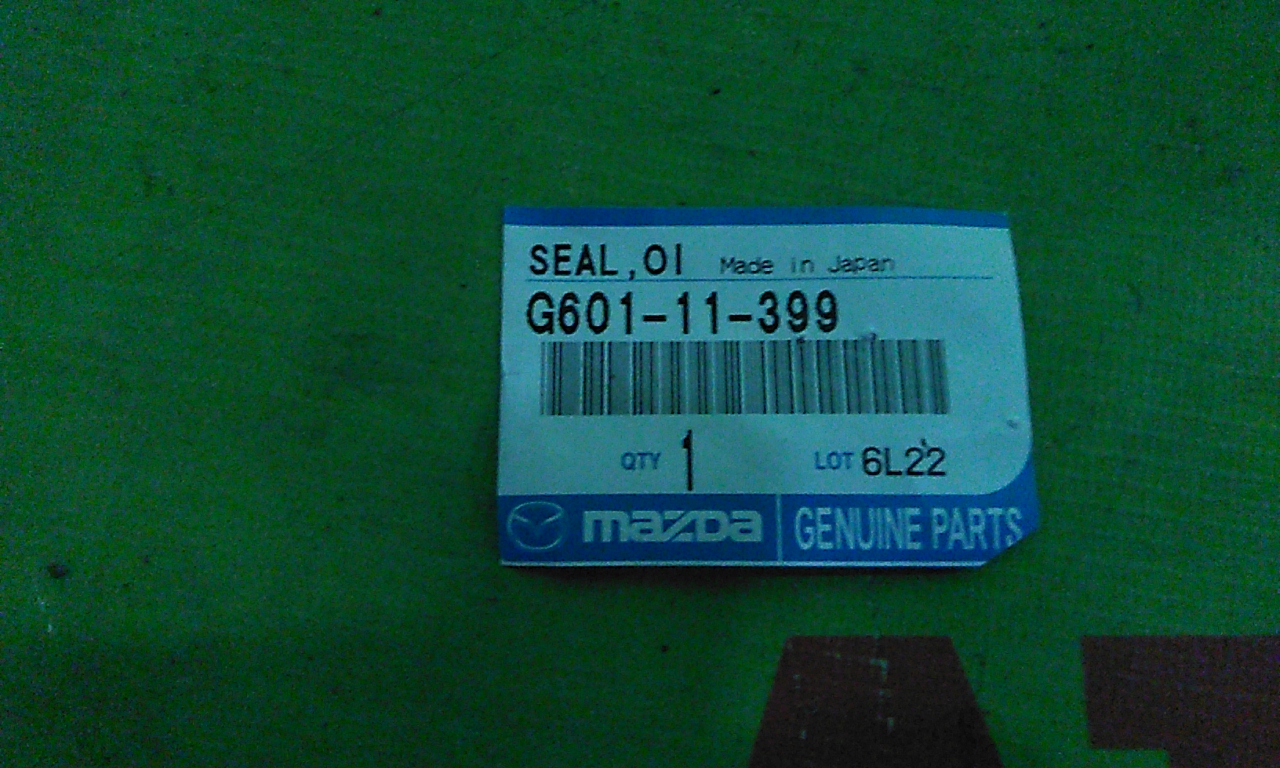 SEAL,OI Made in Japan
G601-11-399
QTY 1 LOT 6L22
mazda GENUINE PARTS